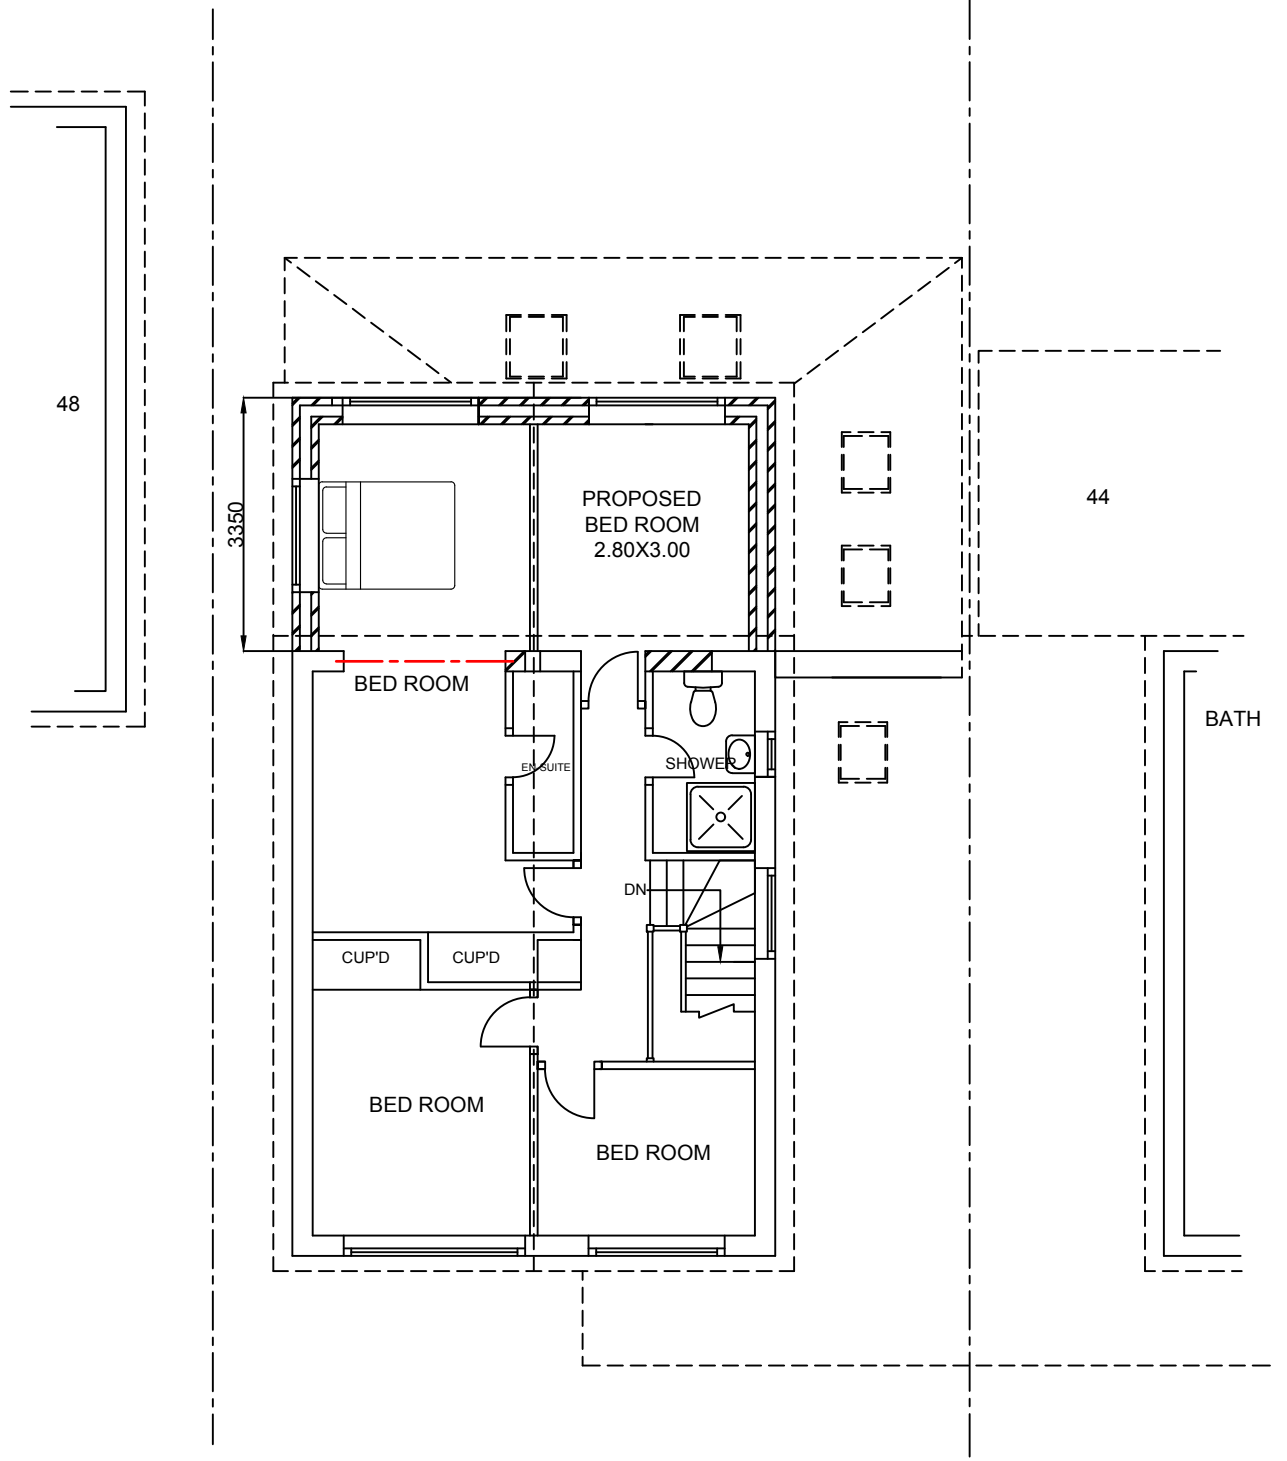 48
PROPOSED
BED ROOM
2.80X3.00
44
3350
BED ROOM
BATH
EN SUITE
SHOWER
DN
CUP'D
CUP'D
BED ROOM
BED ROOM